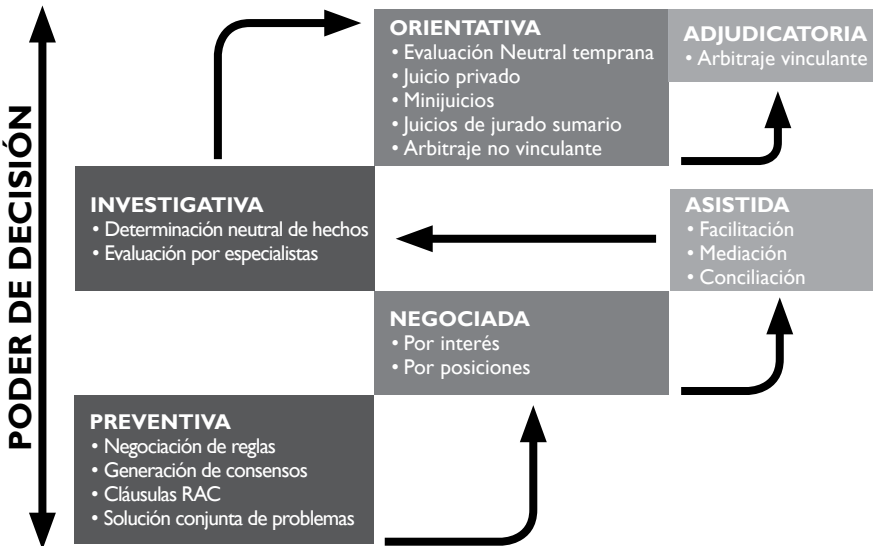 PODER DE DECISIÓN
ORIENTATIVA
• Evaluación Neutral temprana
• Juicio privado
• Minijuicios
• Juicios de jurado sumario
• Arbitraje no vinculante
ADJUDICATORIA
• Arbitraje vinculante
INVESTIGATIVA
• Determinación neutral de hechos
• Evaluación por especialistas
ASISTIDA
• Facilitación
• Mediación
• Conciliación
NEGOCIADA
• Por interés
• Por posiciones
PREVENTIVA
• Negociación de reglas
• Generación de consensos
• Cláusulas RAC
• Solución conjunta de problemas